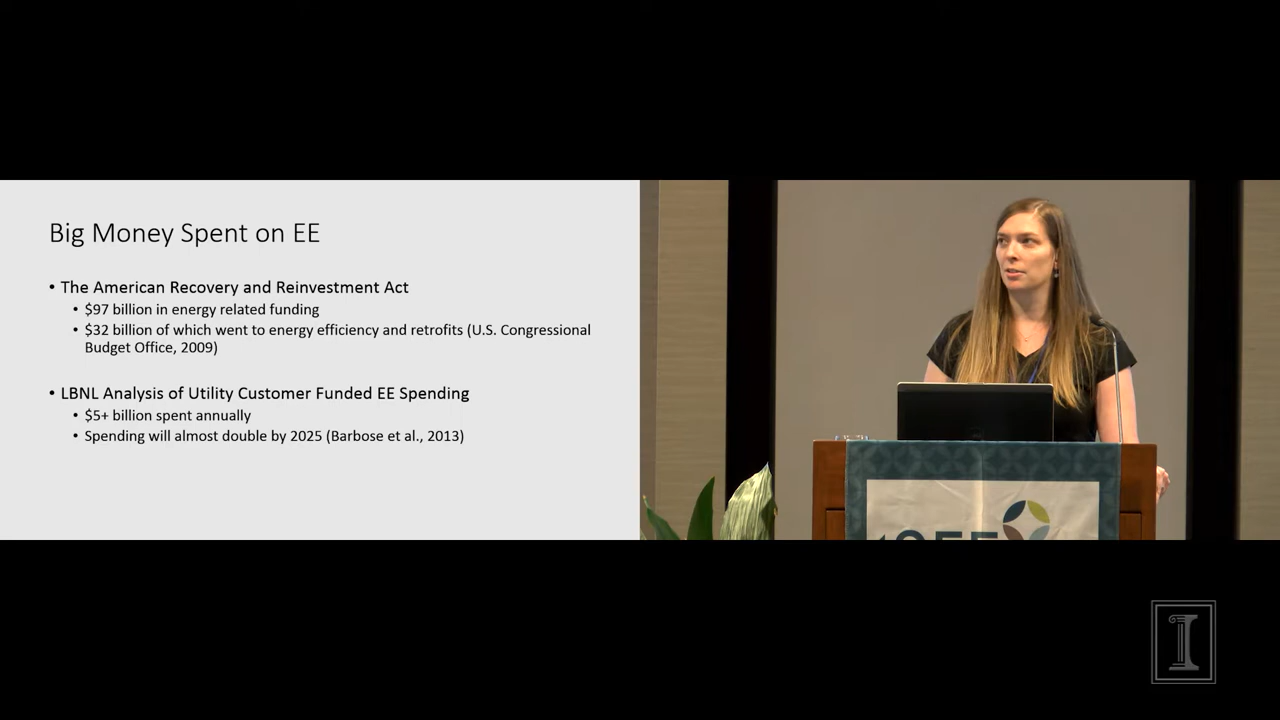 Big Money Spent on EE
• The American Recovery and Reinvestment Act
• $97 billion in energy related funding
• $32 billion of which went to energy efficiency and retrofits (U.S. Congressional
Budget Office, 2009)
• LBNL Analysis of Utility Customer Funded EE Spending
• $5+ billion spent annually
• Spending will almost double by 2025 (Barbose et al., 2013)
I